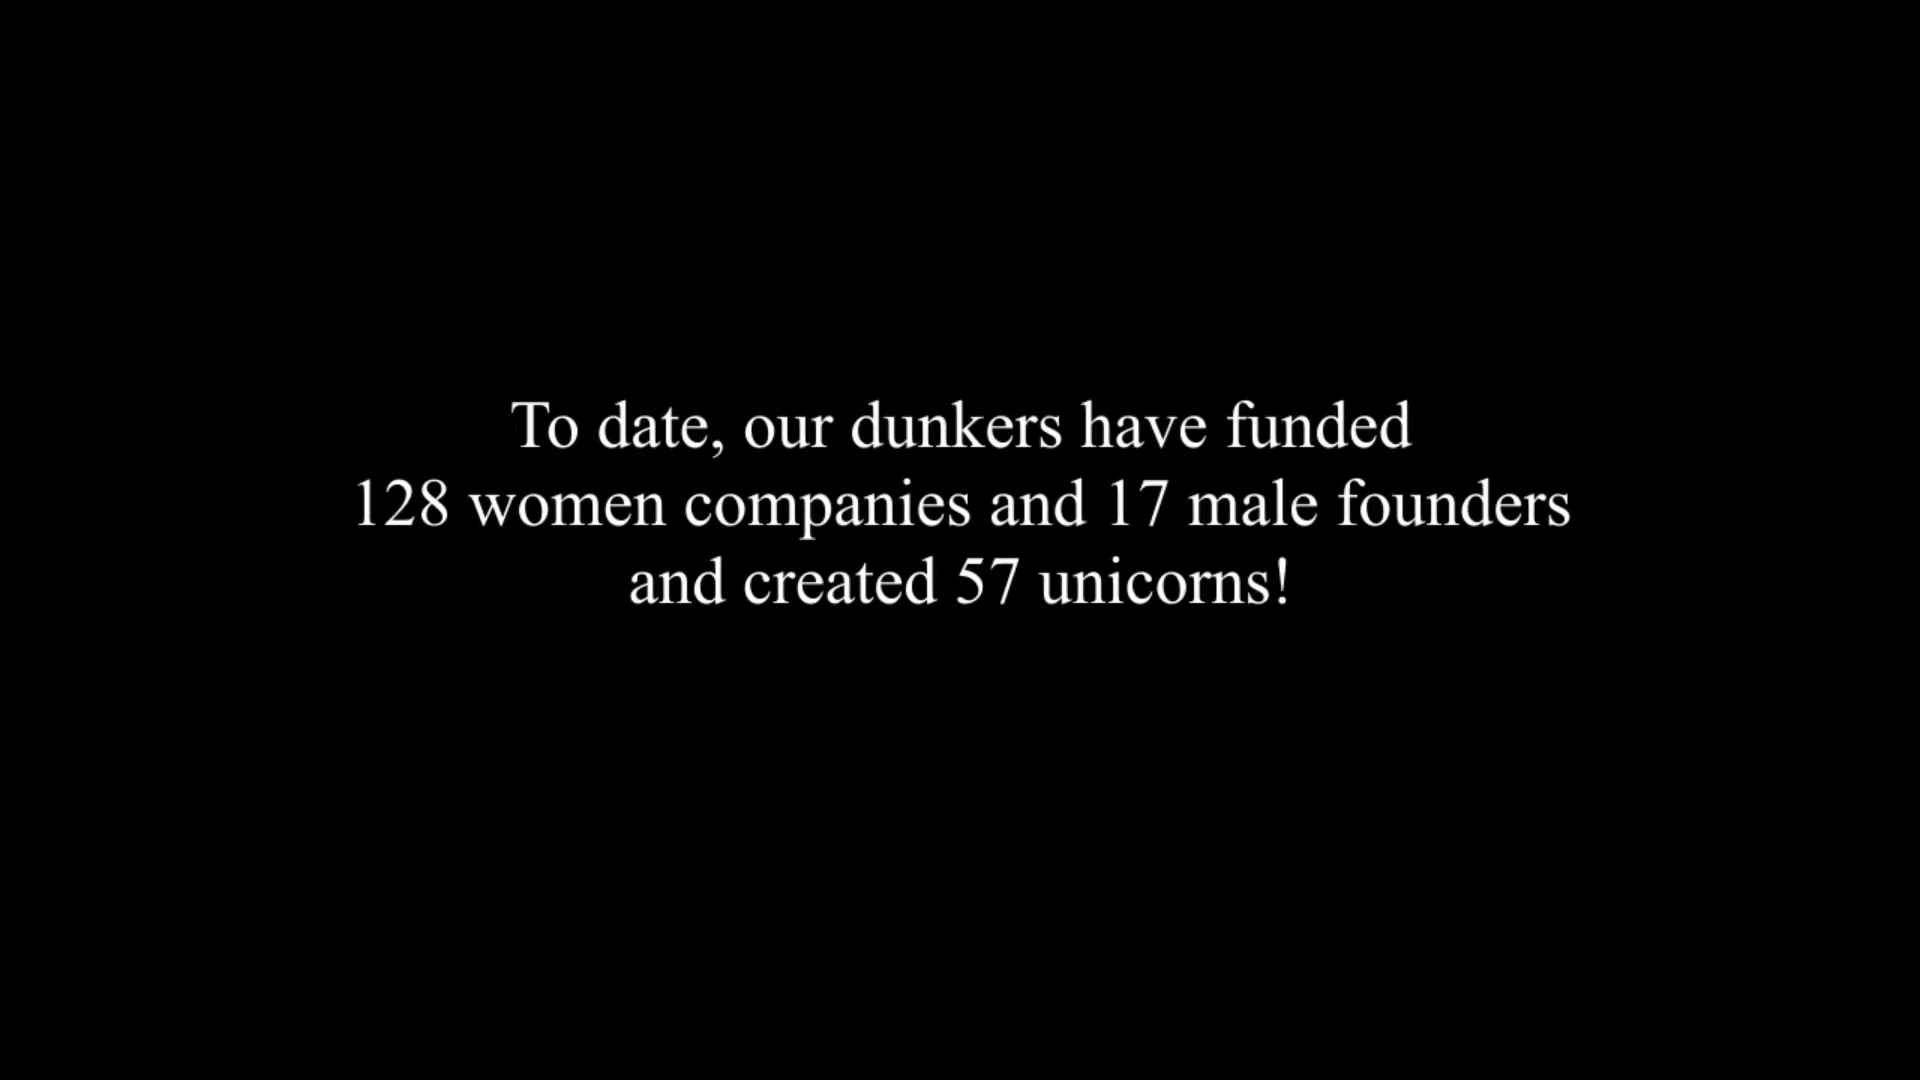 To date, our dunkers have funded
128 women companies and 17 male founders
and created 57 unicorns!